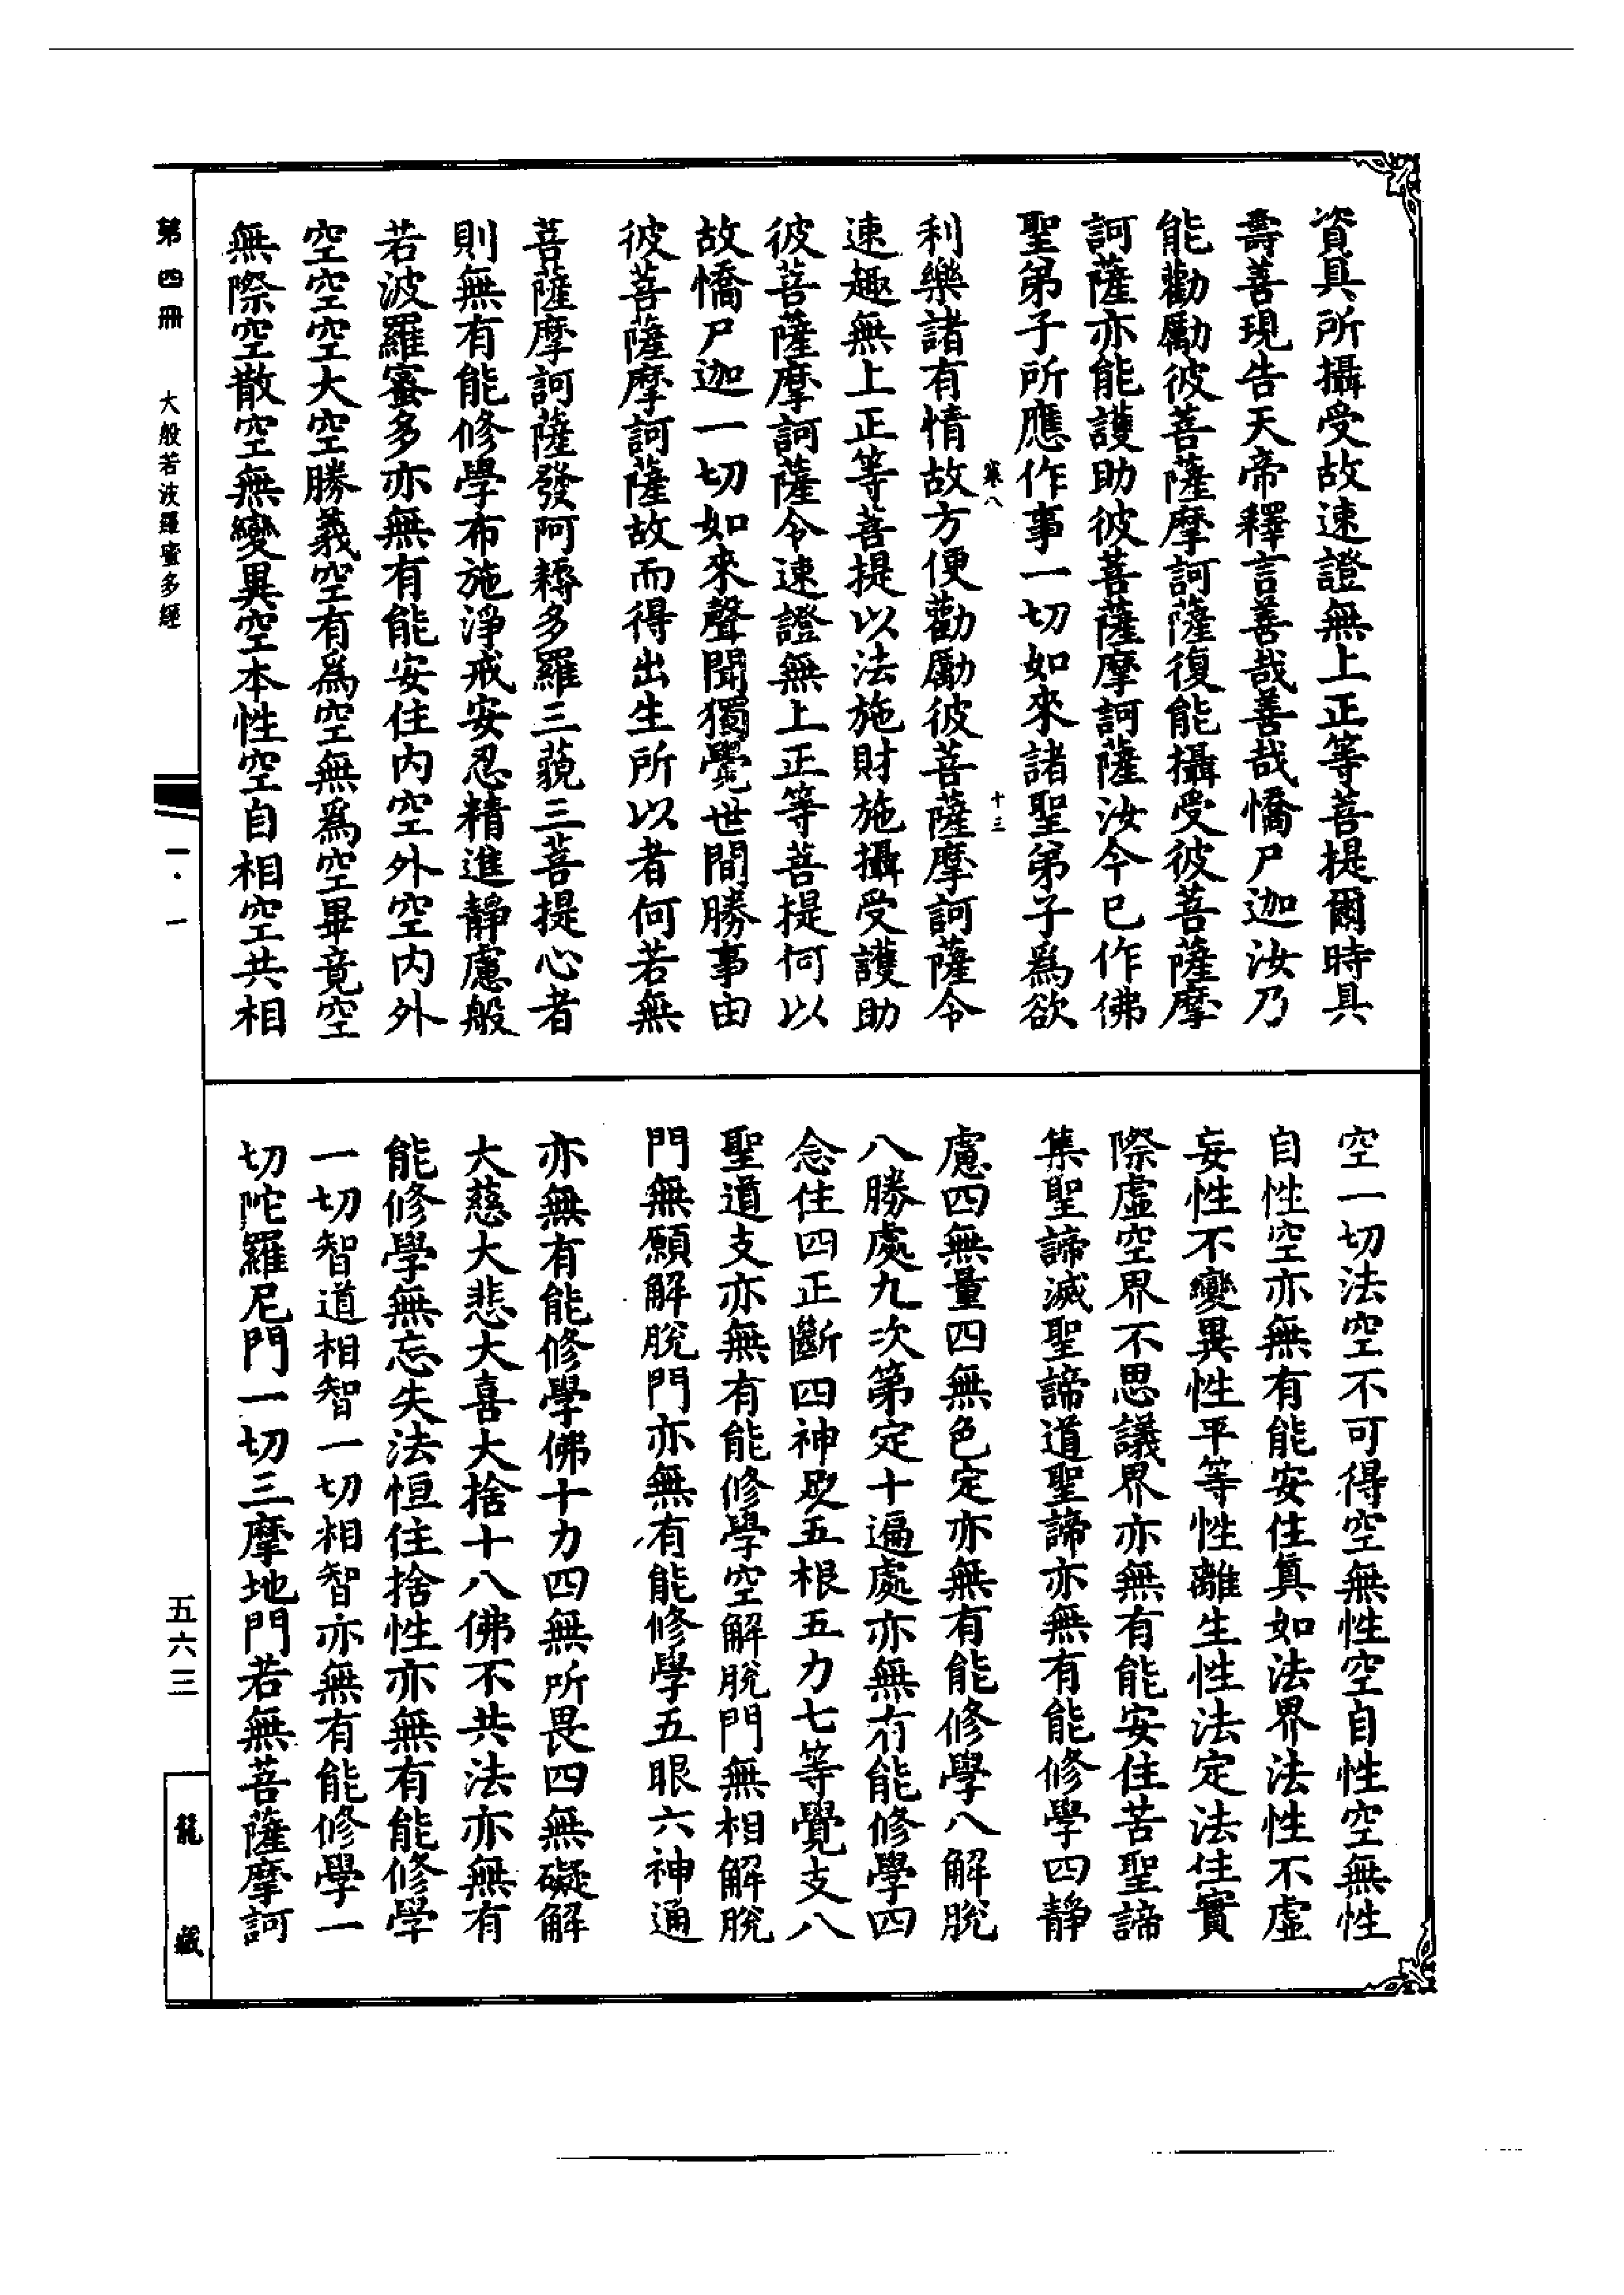 資具所攝受故速證無上正等菩提爾時具
壽善現告天帝釋言善哉善哉憍尸迦汝乃
能勸勵彼菩薩摩訶薩復能攝受彼菩薩摩
訶薩亦能護助彼菩薩摩訶薩汝今已作佛
聖弟子所應作事一切如來諸聖弟子爲欲
寒八
十三
利樂諸有情故方便勸勵彼菩薩摩訶薩令
速趣無上正等菩提以法施財施攝受護助
彼菩薩摩訶薩令速證無上正等菩提何以
故憍尸迦一切如來聲聞獨覺世間勝事由
彼菩薩摩訶薩故而得出生所以者何若無
菩薩摩訶薩發阿耨多羅三藐三菩提心者
則無有能修學布施淨戒安忍精進靜慮般
若波羅蜜多亦無有能安住内空外空内外
空空空大空勝義空有爲空無爲空畢竟空
無際空散空無變異空本性空自相空共相
空一切法空不可得空無性空自性空無性
自性空亦無有能安住真如法界法性不虛
妄性不變異性平等性離生性法定法住實
際虛空界不思議界亦無有能安住苦聖諦
集聖諦滅聖諦道聖諦亦無有能修學四靜
慮四無量四無色定亦無有能修學八解脫
八勝處九次第定十遍處亦無有能修學四
念住四正斷四神足五根五力七等覺支八
聖道支亦無有能修學空解脫門無相解脫
門無願解脫門亦無有能修學五眼六神通
亦無有能修學佛十力四無所畏四無礙解
大慈大悲大喜大捨十八佛不共法亦無有
能修學無忘失法恒住捨性亦無有能修學
一切智道相智一切相智亦無有能修學一
切陀羅尼門一切三摩地門若無菩薩摩訶
第四冊 大般若波羅蜜多經
一·一
五六三
龍藏